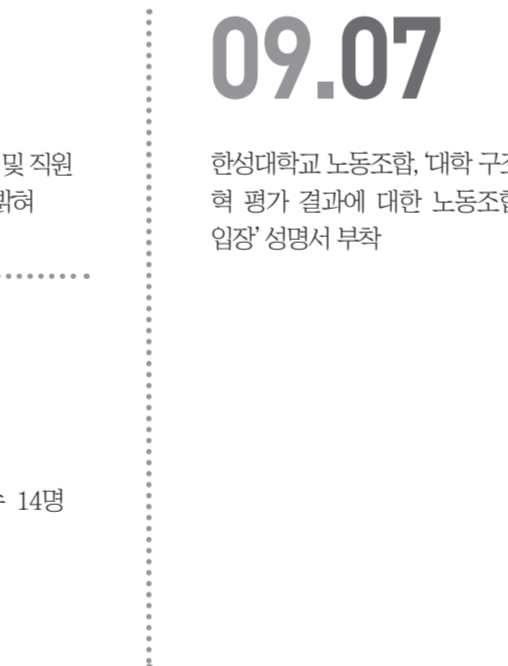 및 직원
밝혀
14명
09.07
한성대학교 노동조합, ‘대학 구조
혁 평가 결과에 대한 노동조합
입장’ 성명서 부착